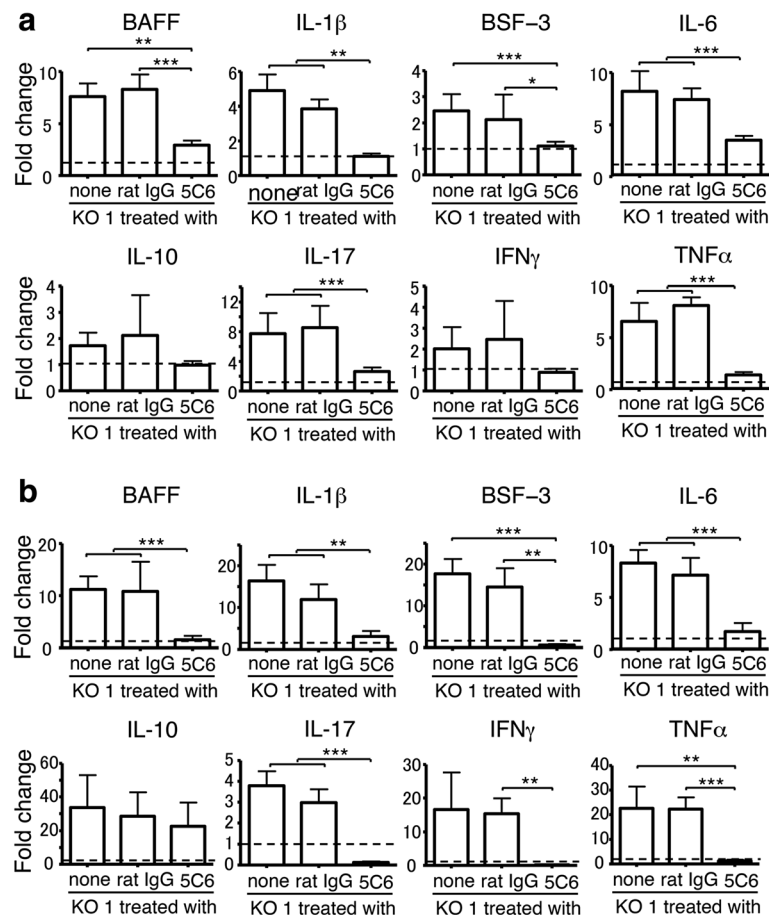 a
BAFF IL-1β BSF-3 IL-6
** *** ** *** * ***
Fold change
10 5 0
6 4 2 0
4 3 2 1 0
10 5 0
none rat IgG 5C6 none rat IgG 5C6 none rat IgG 5C6 none rat IgG 5C6
KO 1 treated with KO 1 treated with KO 1 treated with KO 1 treated with
IL-10 IL-17 IFNγ TNFα
*** ***
Fold change
4 3 2 1 0
12 8 4 0
5 4 3 2 1 0
10 5 0
none rat IgG 5C6 none rat IgG 5C6 none rat IgG 5C6 none rat IgG 5C6
KO 1 treated with KO 1 treated with KO 1 treated with KO 1 treated with
b
BAFF IL-1β BSF-3 IL-6
*** ** *** ** ***
Fold change
20 10 0
20 10 0
20 10 0
10 5 0
none rat IgG 5C6 none rat IgG 5C6 none rat IgG 5C6 none rat IgG 5C6
KO 1 treated with KO 1 treated with KO 1 treated with KO 1 treated with
IL-10 IL-17 IFNγ TNFα
*** ** ** ***
Fold change
60 40 20 0
5 4 3 2 1 0
30 20 10 0
40 30 20 10 0
none rat IgG 5C6 none rat IgG 5C6 none rat IgG 5C6 none rat IgG 5C6
KO 1 treated with KO 1 treated with KO 1 treated with KO 1 treated with